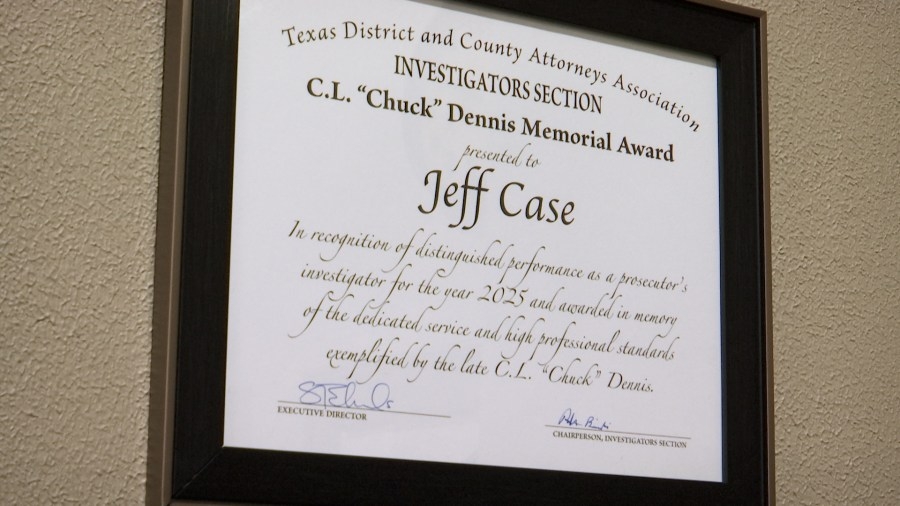 Texas District and County Attorneys Association
INVESTIGATORS SECTION
C.L. “Chuck” Dennis Memorial Award
presented to
Jeff Case
In recognition of distinguished performance as a prosecutor's
investigator for the year 2025 and awarded in memory
of the dedicated service and high professional standards
exemplified by the late C.L. “Chuck” Dennis.
EXECUTIVE DIRECTOR
CHAIRPERSON, INVESTIGATORS SECTION